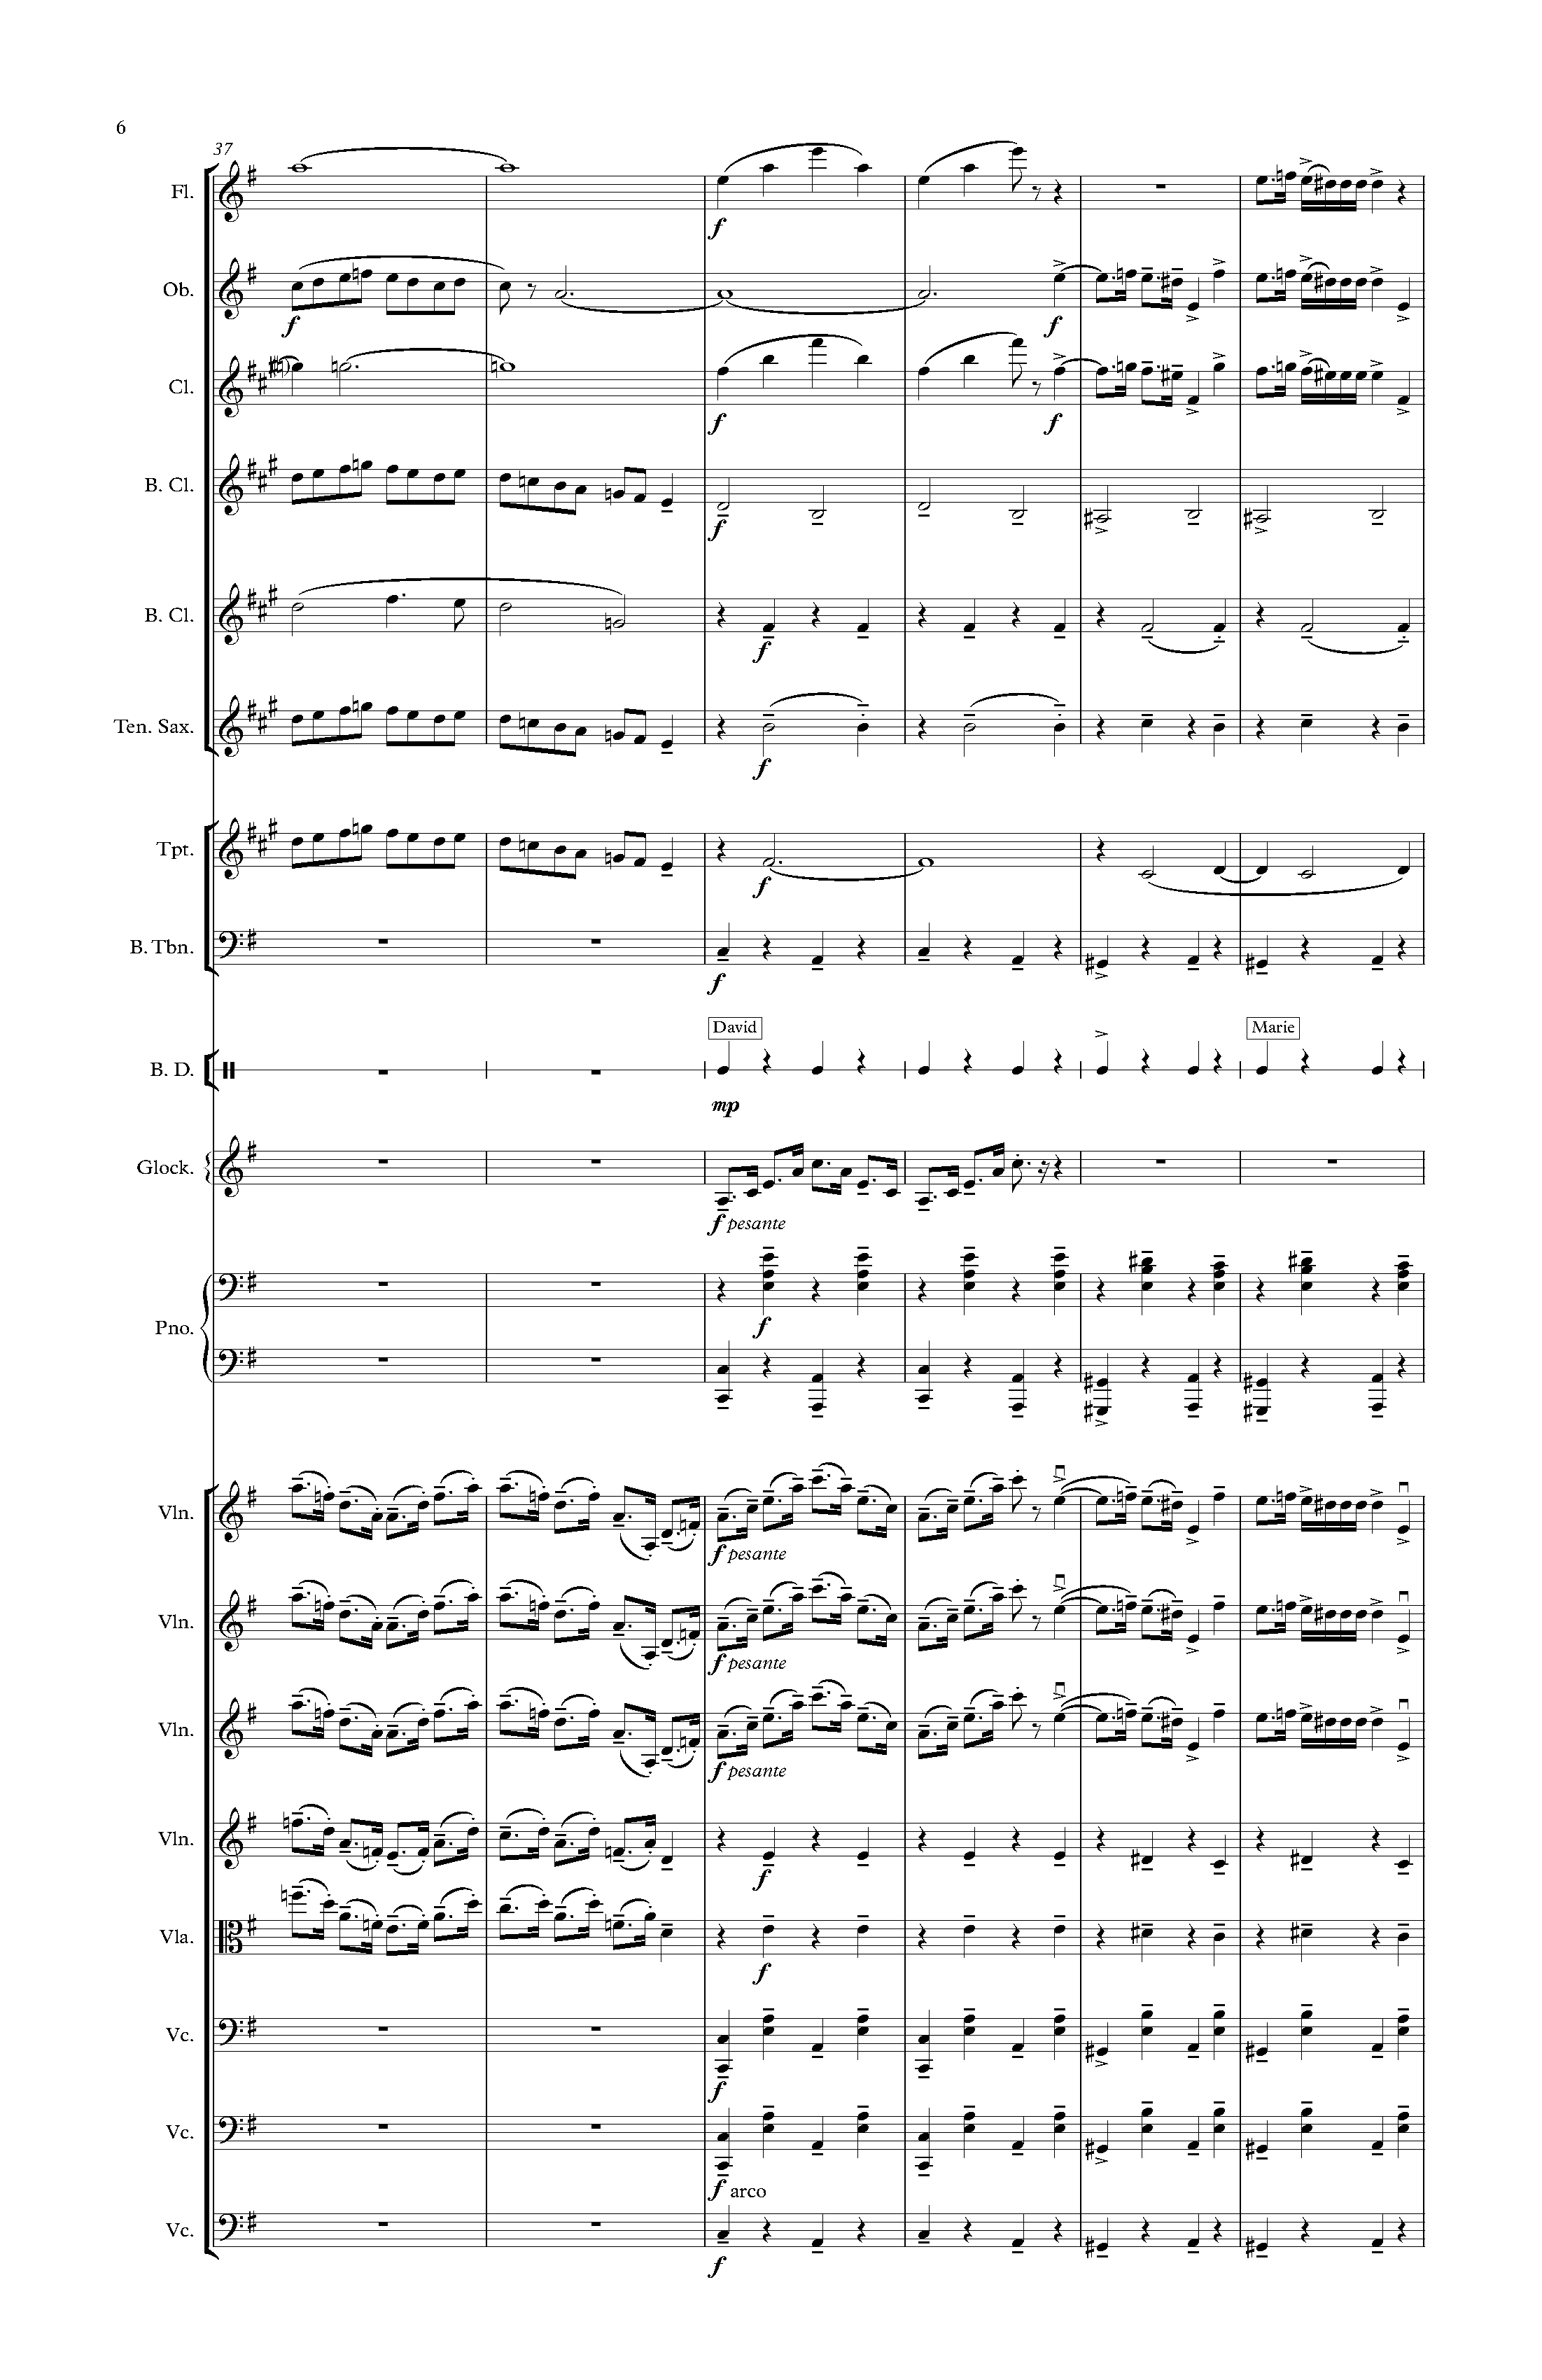 6
37
Fl.
f
Ob.
f
f
Cl.
f
f
B. Cl.
f
B. Cl.
f
Ten. Sax.
f
Tpt.
f
B. Tbn.
f
David
Marie
B. D.
mp
Glock.
f pesante
f
Pno.
Vln.
f pesante
Vln.
f pesante
Vln.
f pesante
Vln.
f
Vla.
f
Vc.
f
Vc.
f arco
Vc.
f